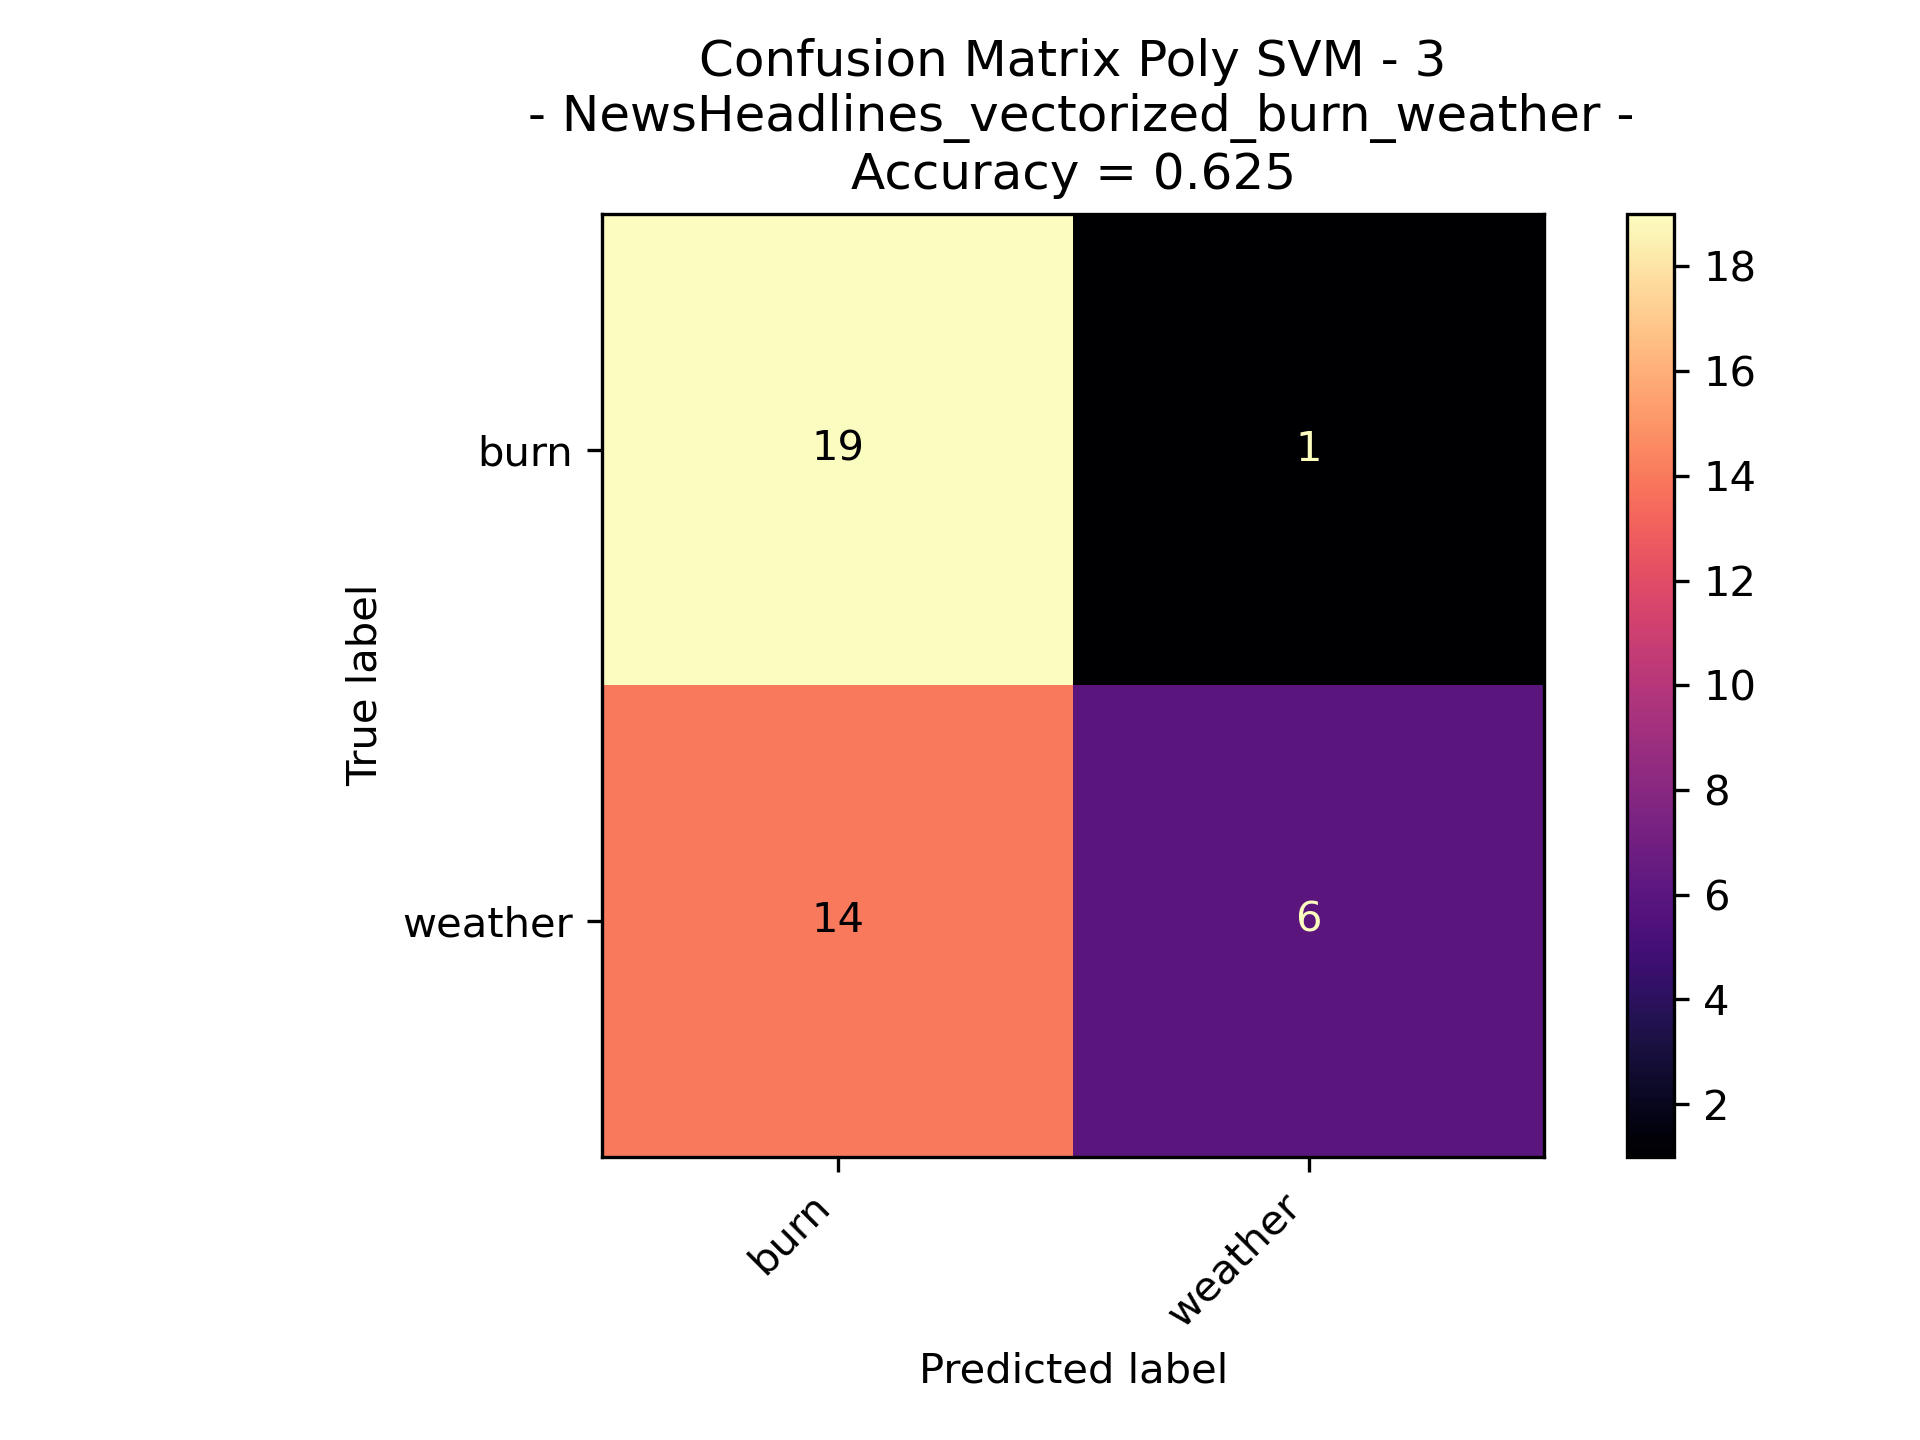 Confusion Matrix Poly SVM - 3
- NewsHeadlines_vectorized_burn_weather -
Accuracy = 0.625
18
16
14
12
10
8
6
4
2
burn
19
1
True label
weather
14
6
burn
weather
Predicted label